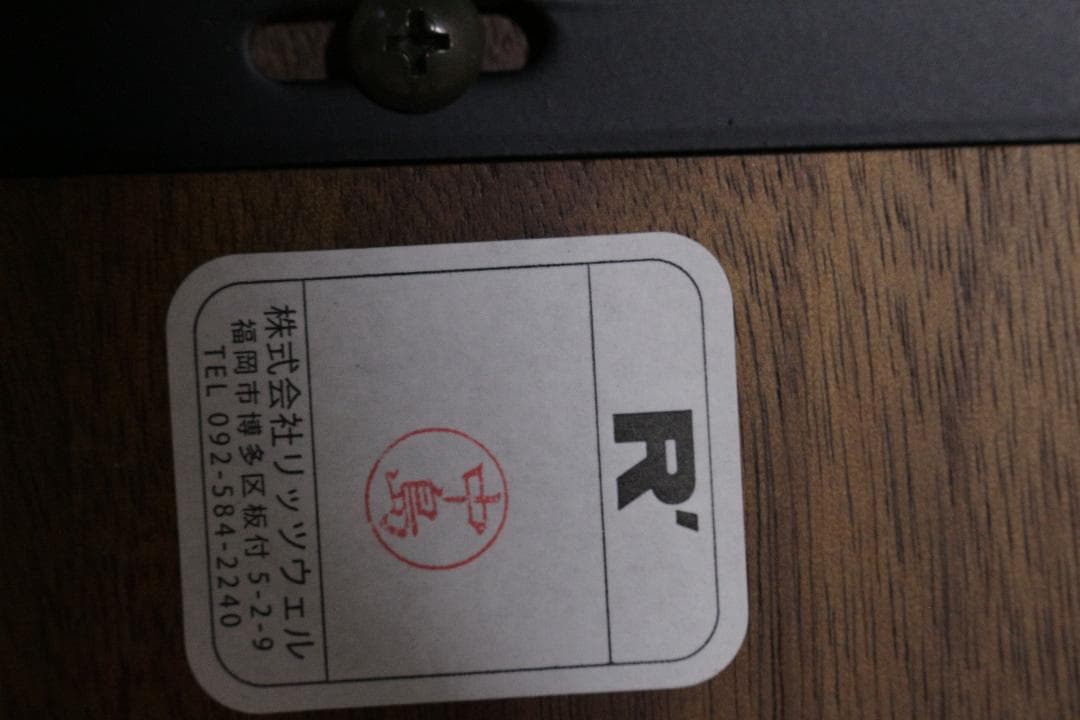 R'
中島
株式会社リッツウェル
福岡市博多区板付5-2-9
TEL 092-584-2240